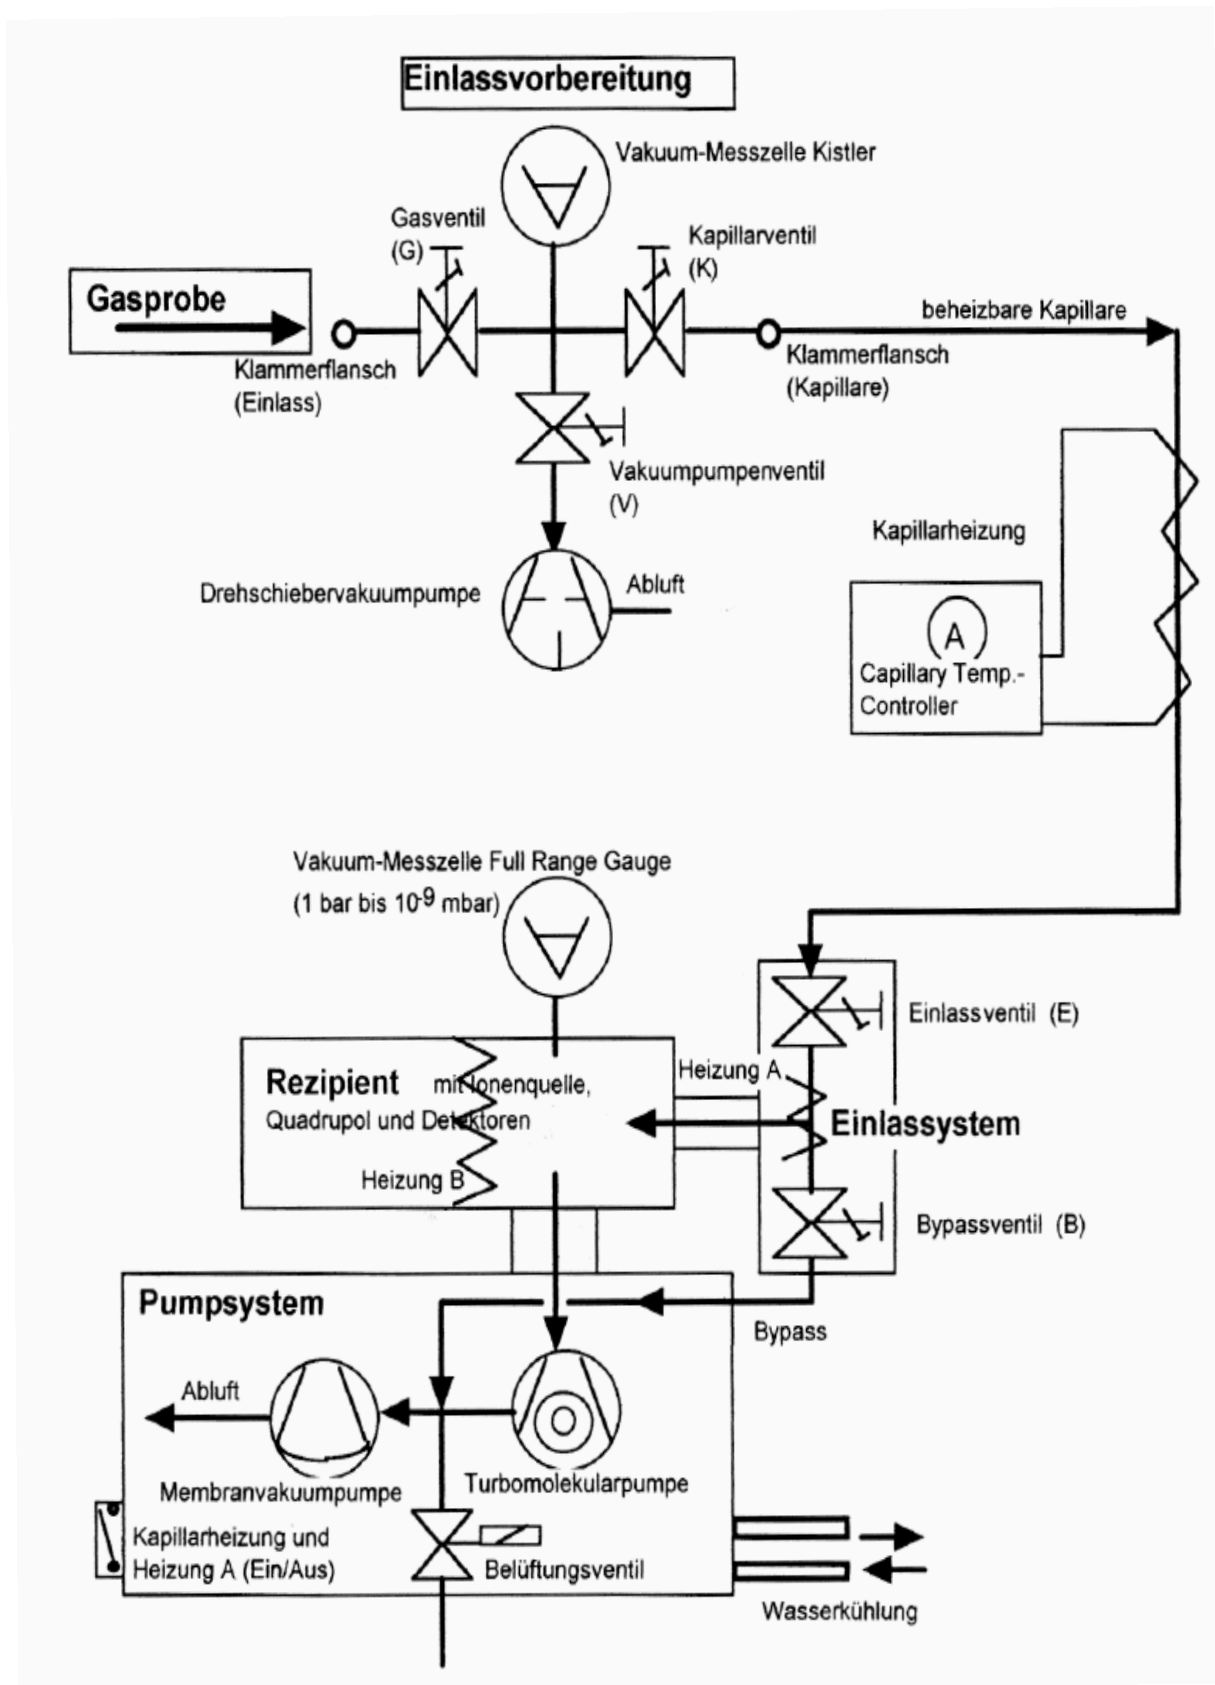 Einlassvorbereitung
Vakuum-Messzelle Kistler
Gasventil
(G)
Kapillarventil
(K)
Gasprobe
beheizbare Kapillare
Klammerflansch
(Einlass)
Klammerflansch
(Kapillare)
Vakuumpumpenventil
(V)
Kapillarheizung
Drehschiebervakuumpumpe
Abluft
A
Capillary Temp.-
Controller
Vakuum-Messzelle Full Range Gauge
(1 bar bis 10-9 mbar)
Einlassventil (E)
Heizung A
Rezipient mit Ionenquelle,
Quadrupol und Detektoren
Einlassystem
Heizung B
Bypassventil (B)
Pumpsystem
Bypass
Abluft
Membranvakuumpumpe
Turbomolekularpumpe
Kapillarheizung und
Heizung A (Ein/Aus)
Belüftungsventil
Wasserkühlung